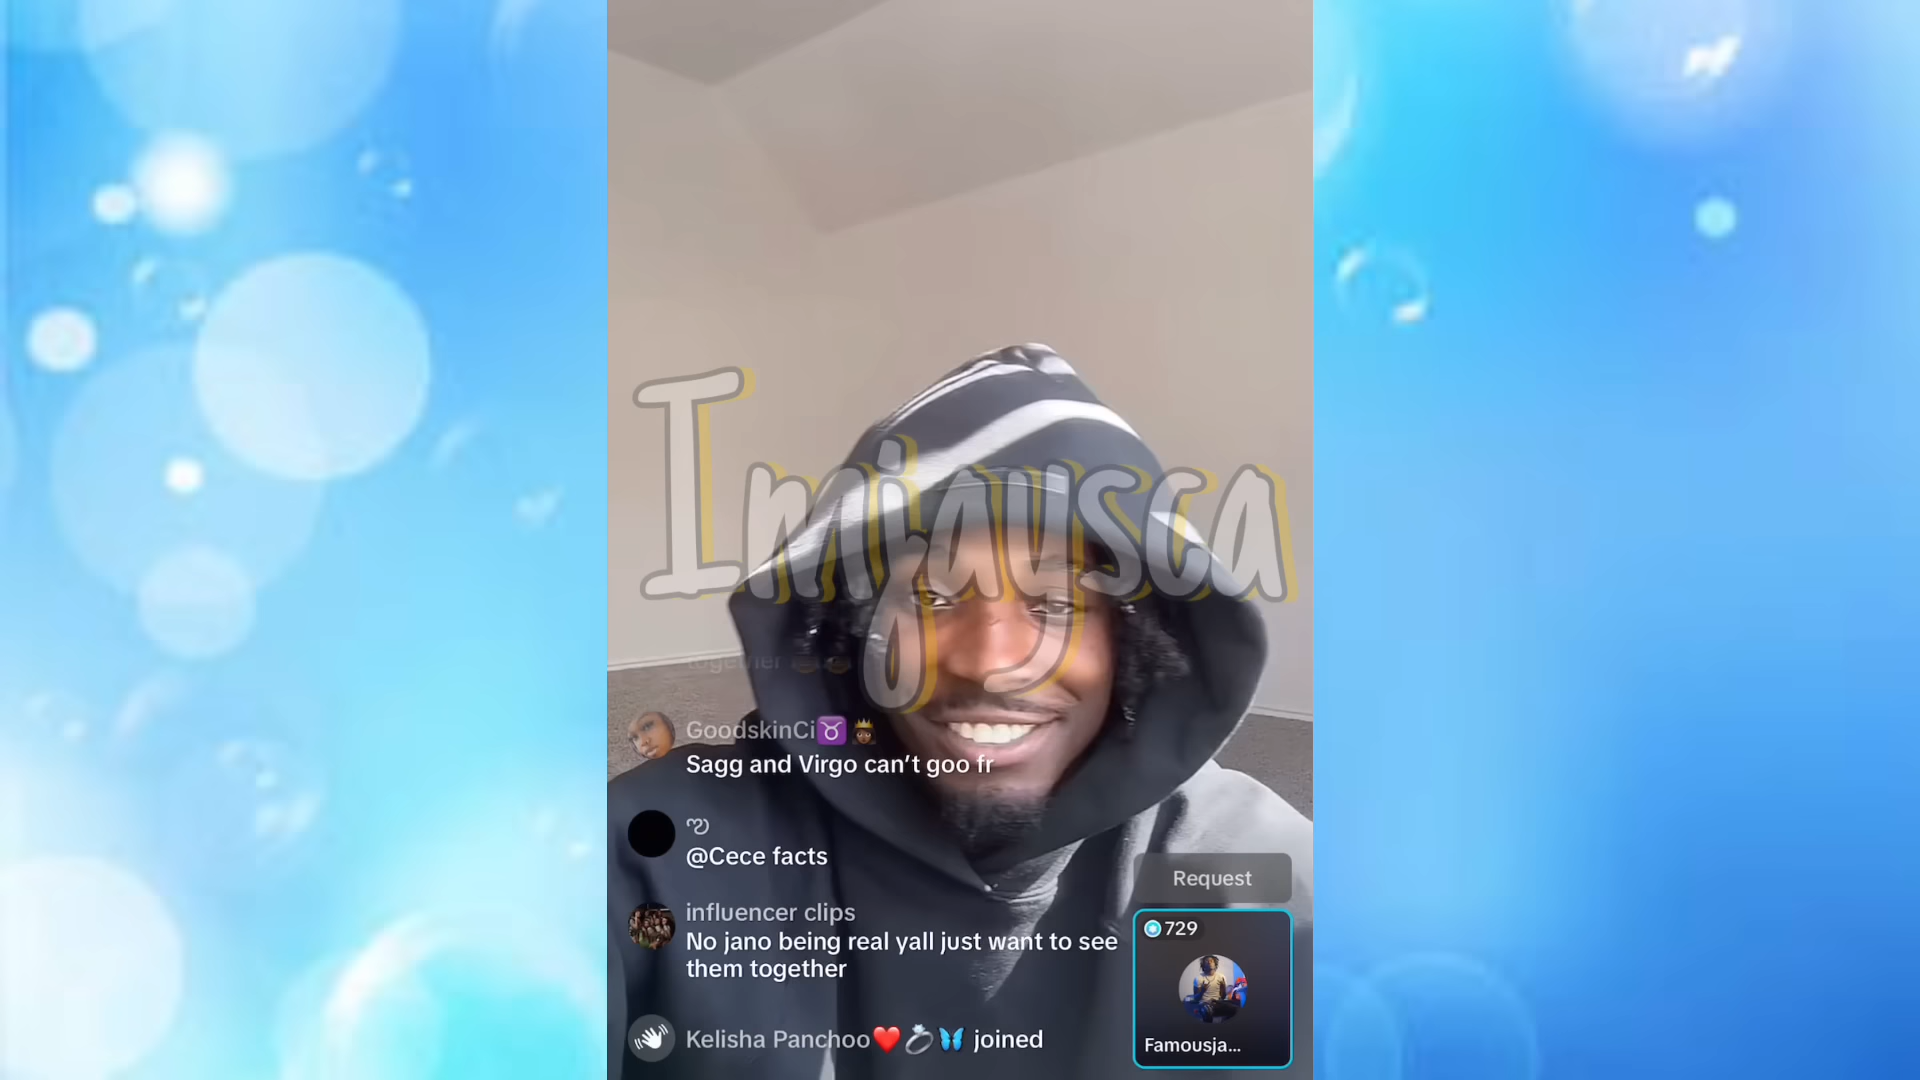 Imjaysca
together
GoodskinCi♉👸🏾
Sagg and Virgo can't goo fr
@Cece facts
influencer clips
No jano being real yall just want to see
them together
Kelisha Panchoo❤️💍🦋 joined
Request
729
Famousja...